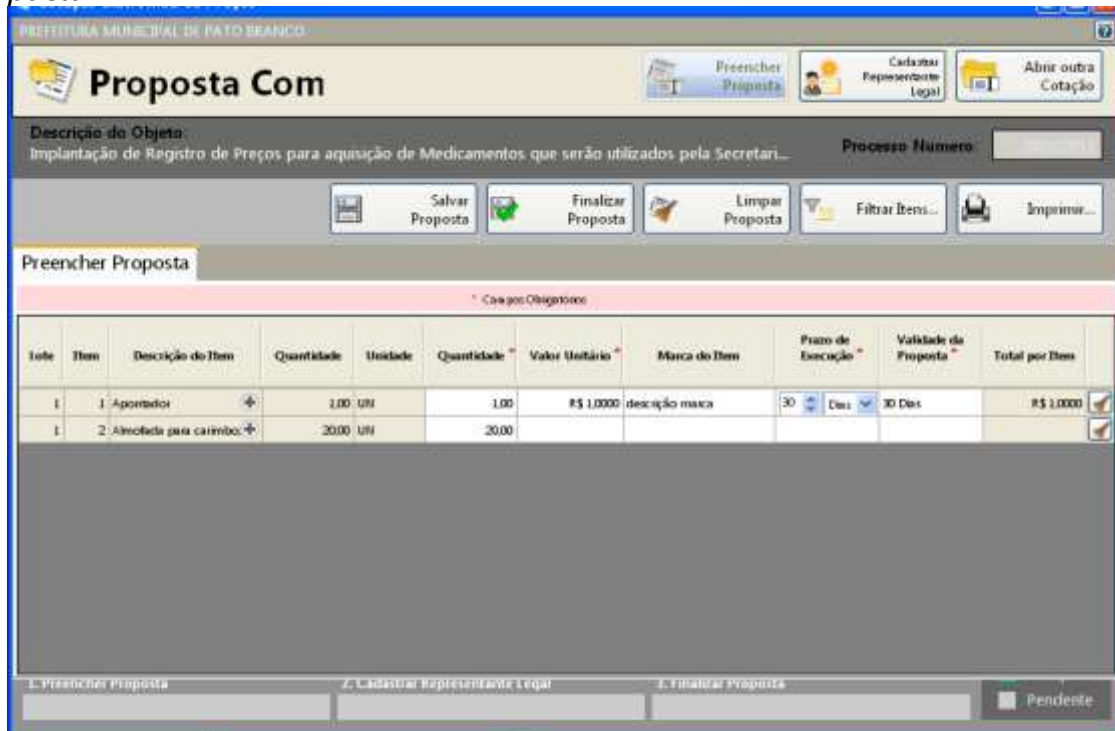 PREFEITURA MUNICIPAL DE PATO BRANCO
Proposta Com
Preencher
Proposta
Cadastrar
Representante
Legal
Abrir outra
Cotação
Descrição do Objeto:
Implantação de Registro de Preços para aquisição de Medicamentos que serão utilizados pela Secretari...
Processo Numero:
Salvar
Proposta
Finalizar
Proposta
Limpar
Proposta
Filtrar Itens...
Imprimir...
Preencher Proposta
* Campos Obrigatórios
Lote Item Descrição do Item Quantidade Unidade Quantidade * Valor Unitário * Marca do Item Prazo de Execução * Validade da Proposta * Total por Item
1 1 Apontador 1,00 UN 1,00 R$ 1,0000 descrição marca 30 Dias 30 Dias R$ 1,0000
1 2 Almofada para carimbo: 20,00 UN 20,00
1. Preencher Proposta 2. Cadastrar Representante Legal 3. Finalizar Proposta
Pendente